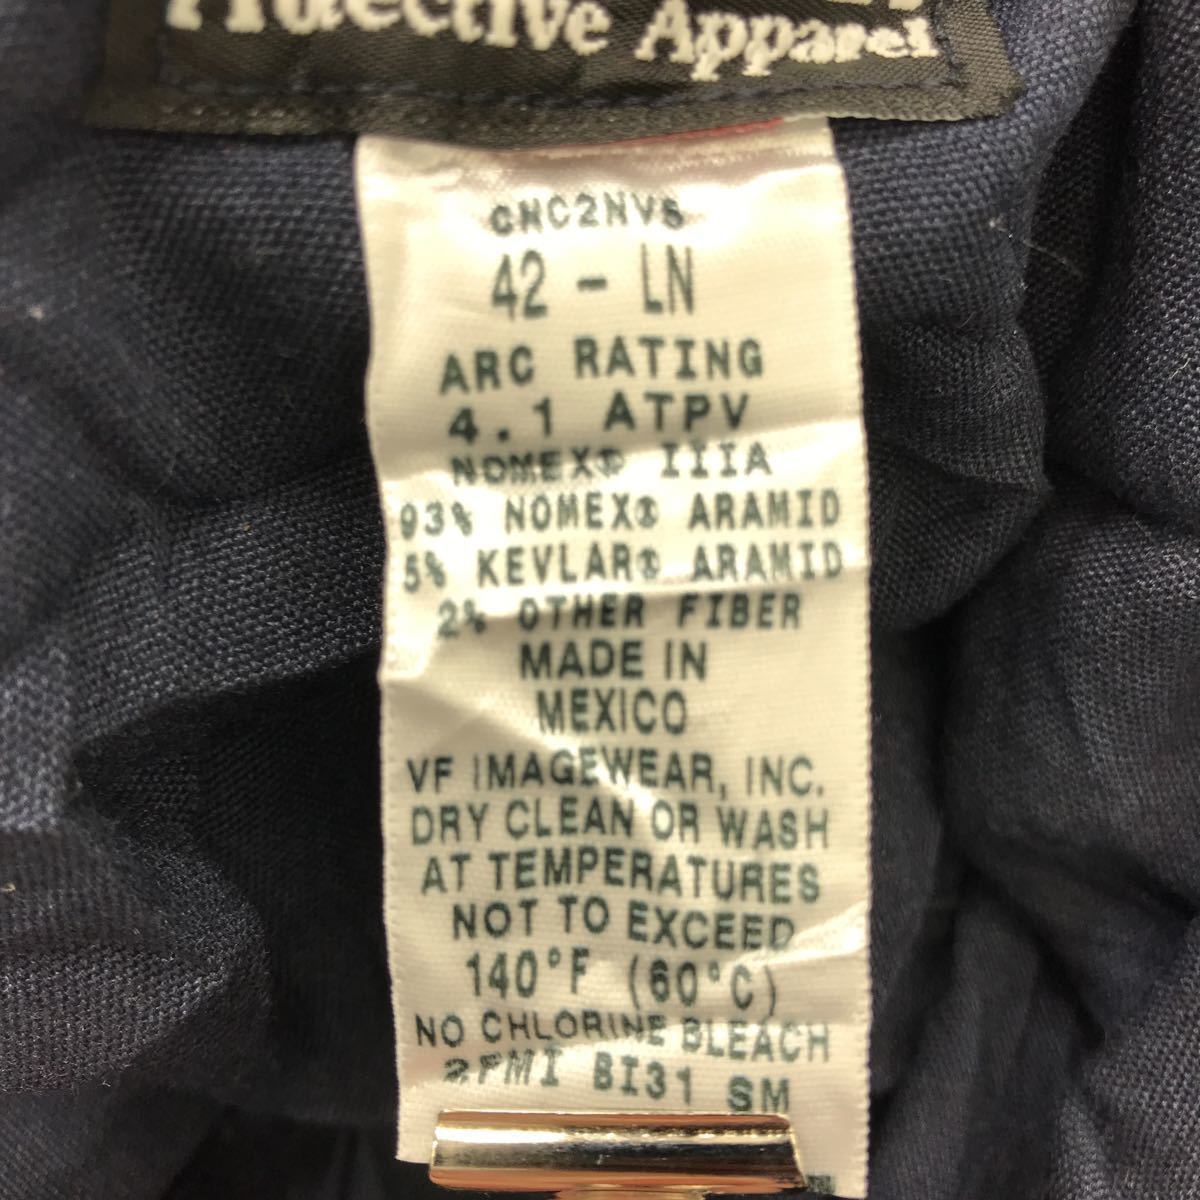 Protective Apparel
CNC2NV6
42 - LN
ARC RATING
4.1 ATPV
NOMEX® IIIA
93% NOMEX® ARAMID
5% KEVLAR® ARAMID
2% OTHER FIBER
MADE IN
MEXICO
VF IMAGEWEAR, INC.
DRY CLEAN OR WASH
AT TEMPERATURES
NOT TO EXCEED
140°F (60°C)
NO CHLORINE BLEACH
2FMI BI31 SM